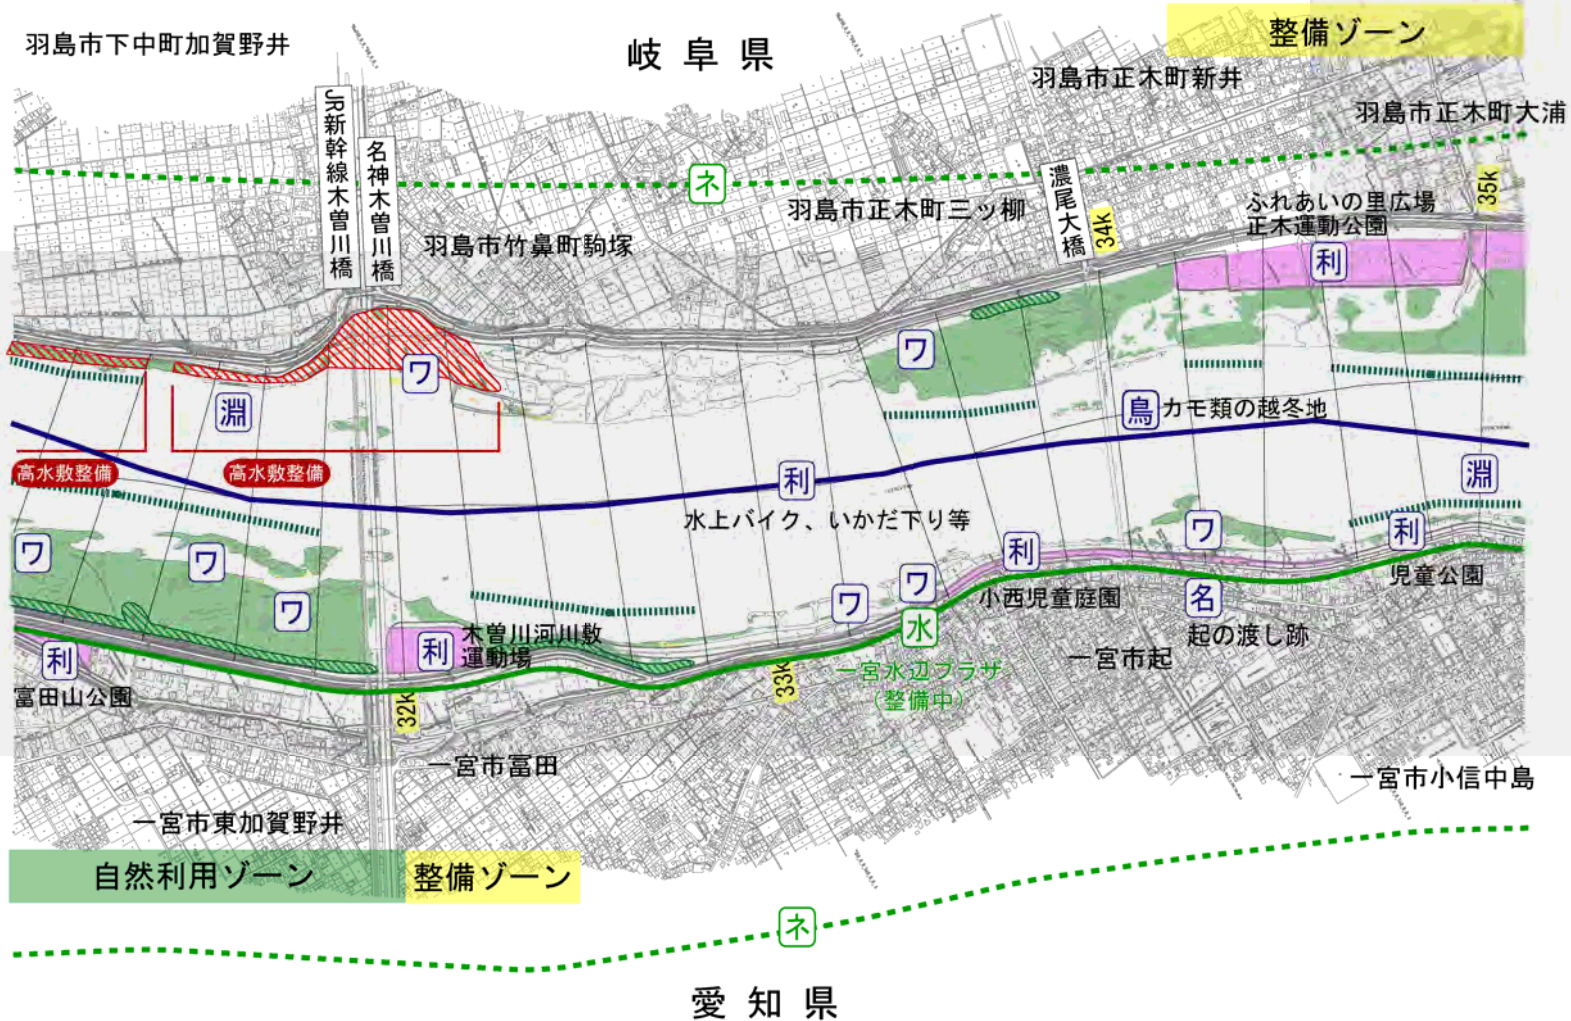 羽島市下中町加賀野井
岐阜県
整備ゾーン
羽島市正木町新井
羽島市正木町大浦
JR新幹線木曽川橋
名神木曽川橋
ネ
濃尾大橋
34k
35k
羽島市正木町三ッ柳
羽島市竹鼻町駒塚
ふれあいの里広場
正木運動公園
利
ワ
ワ
淵
鳥
カモ類の越冬地
高水敷整備
高水敷整備
利
水上バイク、いかだ下り等
淵
ワ
ワ
ワ
利
ワ
利
ワ
ワ
水
小西児童庭園
名
起の渡し跡
児童公園
利
富田山公園
利
木曽川河川敷
運動場
32k
33k
一宮水辺プラザ
(整備中)
一宮市起
一宮市冨田
一宮市小信中島
一宮市東加賀野井
自然利用ゾーン
整備ゾーン
ネ
愛知県